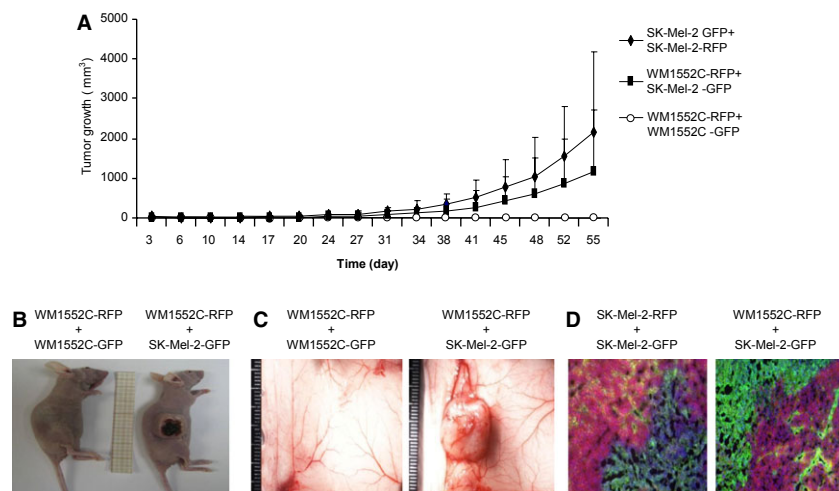 A
5000
4000
3000
2000
1000
0
Tumor growth ( mm3)
3 6 10 14 17 20 24 27 31 34 38 41 45 48 52 55
Time (day)
SK-Mel-2 GFP+
SK-Mel-2-RFP
WM1552C-RFP+
SK-Mel-2 -GFP
WM1552C-RFP+
WM1552C -GFP
B
WM1552C-RFP
+
WM1552C-GFP
WM1552C-RFP
+
SK-Mel-2-GFP
C
WM1552C-RFP
+
WM1552C-GFP
WM1552C-RFP
+
SK-Mel-2-GFP
D
SK-Mel-2-RFP
+
SK-Mel-2-GFP
WM1552C-RFP
+
SK-Mel-2-GFP